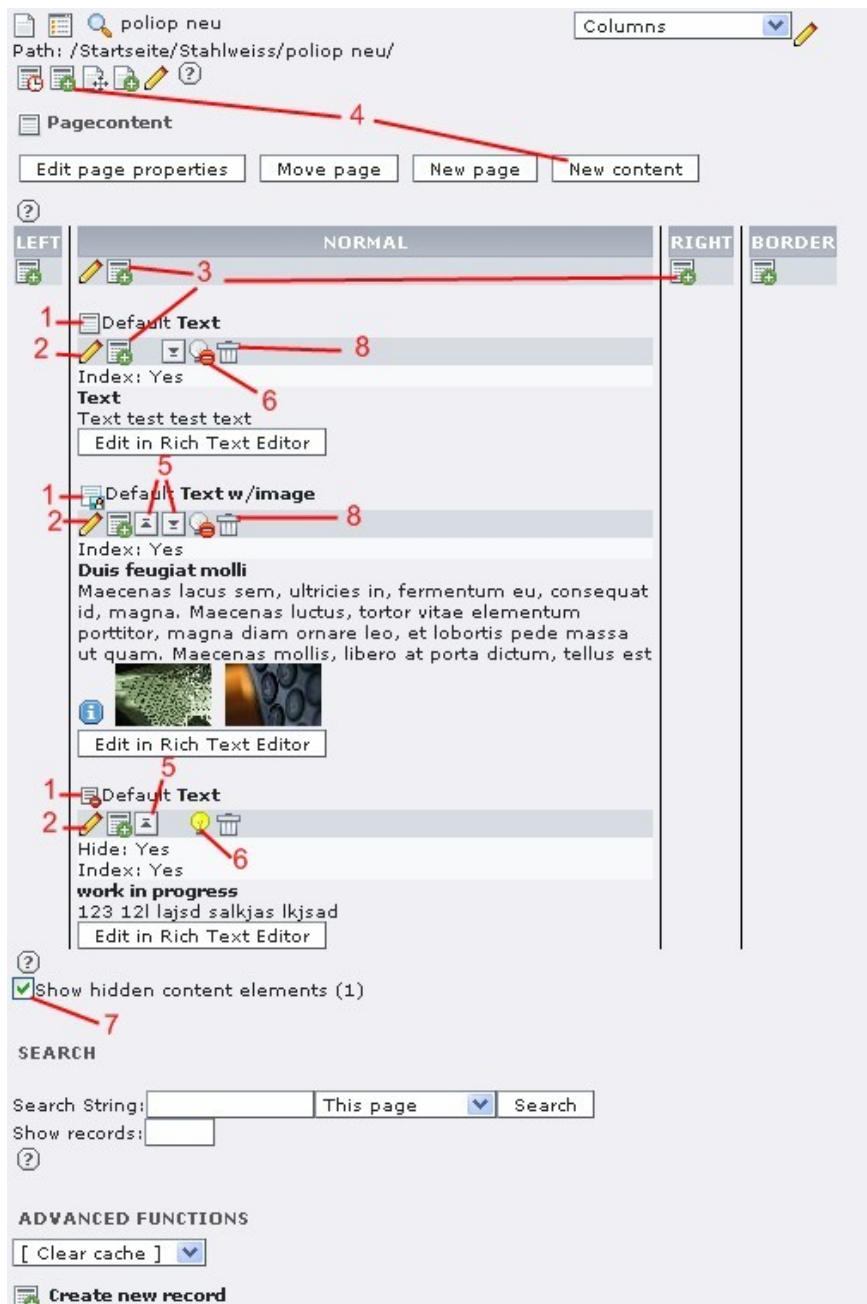 poliop neu Columns
Path: /Startseite/Stahlweiss/poliop neu/
?
4
Pagecontent
Edit page properties Move page New page New content
?
LEFT NORMAL RIGHT BORDER
3
1 Default Text
2 8
Index: Yes
6
Text
Text test test text
Edit in Rich Text Editor
5
1 Default Text w/image
2 8
Index: Yes
Duis feugiat molli
Maecenas lacus sem, ultricies in, fermentum eu, consequat
id, magna. Maecenas luctus, tortor vitae elementum
porttitor, magna diam ornare leo, et lobortis pede massa
ut quam. Maecenas mollis, libero at porta dictum, tellus est
i
Edit in Rich Text Editor
5
1 Default Text
2
Hide: Yes
6
Index: Yes
work in progress
123 12l lajsd salkjas lkjsad
Edit in Rich Text Editor
?
Show hidden content elements (1)
7
SEARCH
Search String: This page Search
Show records:
?
ADVANCED FUNCTIONS
[ Clear cache ]
Create new record